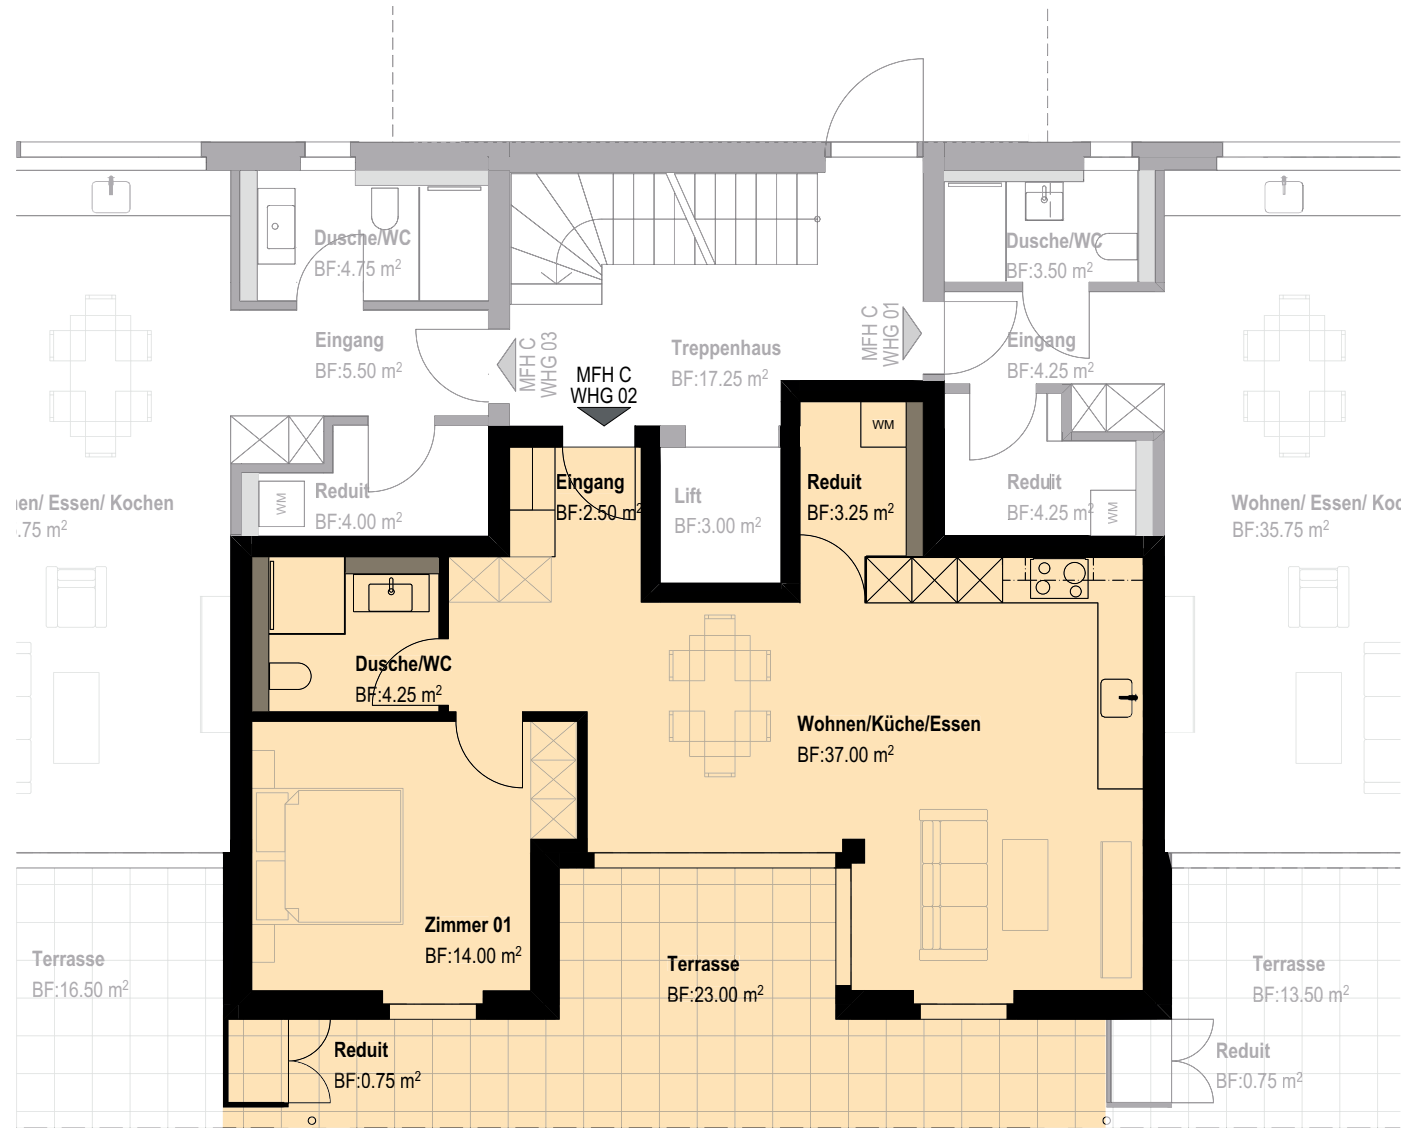 Dusche/WC
BF:4.75 m²
Dusche/WC
BF:3.50 m²
Eingang
BF:5.50 m²
MFH C
WHG 03
MFH C
WHG 02
Treppenhaus
BF:17.25 m²
MFH C
WHG 01
Eingang
BF:4.25 m²
WM
Reduit
BF:4.00 m²
Eingang
BF:2.50 m²
Lift
BF:3.00 m²
WM
Reduit
BF:3.25 m²
Reduit
BF:4.25 m²
WM
en/ Essen/ Kochen
.75 m²
Wohnen/ Essen/ Koc
BF:35.75 m²
Dusche/WC
BF:4.25 m²
Wohnen/Küche/Essen
BF:37.00 m²
Zimmer 01
BF:14.00 m²
Terrasse
BF:16.50 m²
Terrasse
BF:23.00 m²
Terrasse
BF:13.50 m²
Reduit
BF:0.75 m²
Reduit
BF:0.75 m²